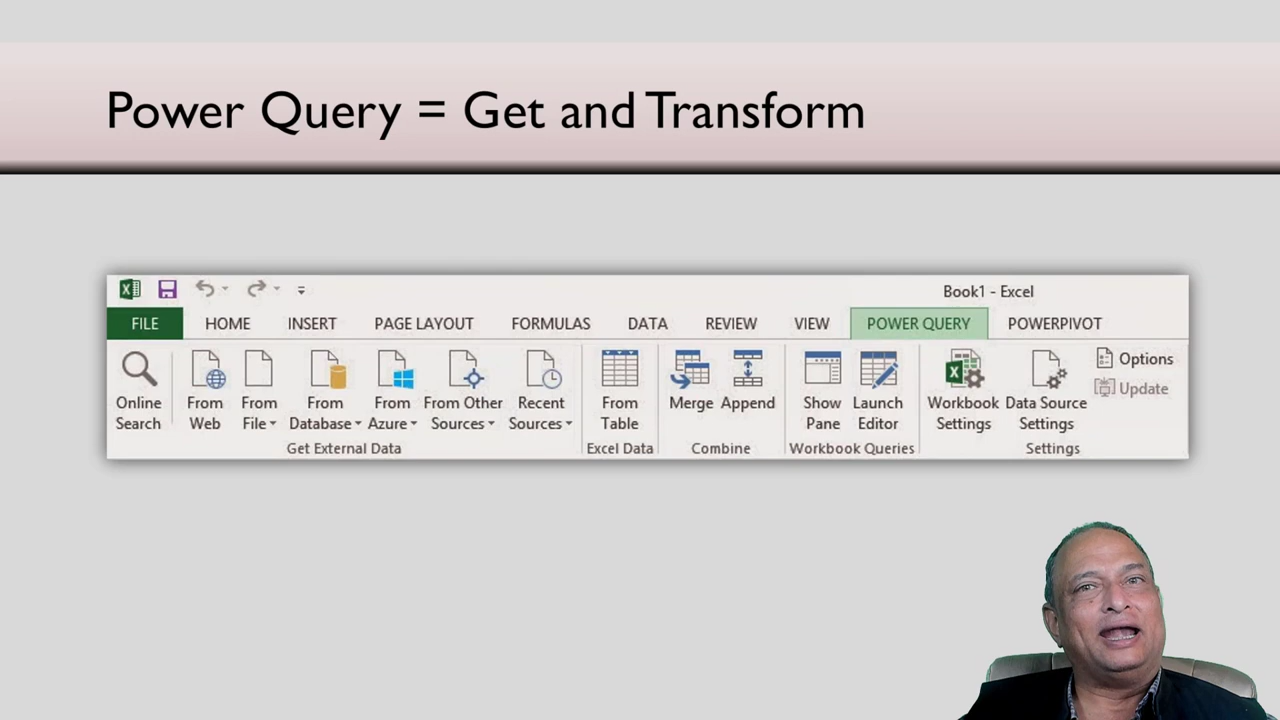 Power Query = Get and Transform
Book1 - Excel
FILE HOME INSERT PAGE LAYOUT FORMULAS DATA REVIEW VIEW POWER QUERY POWERPIVOT
Online Search
From Web
From File
From Database
From Azure
From Other Sources
Recent Sources
Get External Data
From Table
Excel Data
Merge
Append
Combine
Show Pane
Launch Editor
Workbook Queries
Workbook Settings
Data Source Settings
Options
Update
Settings